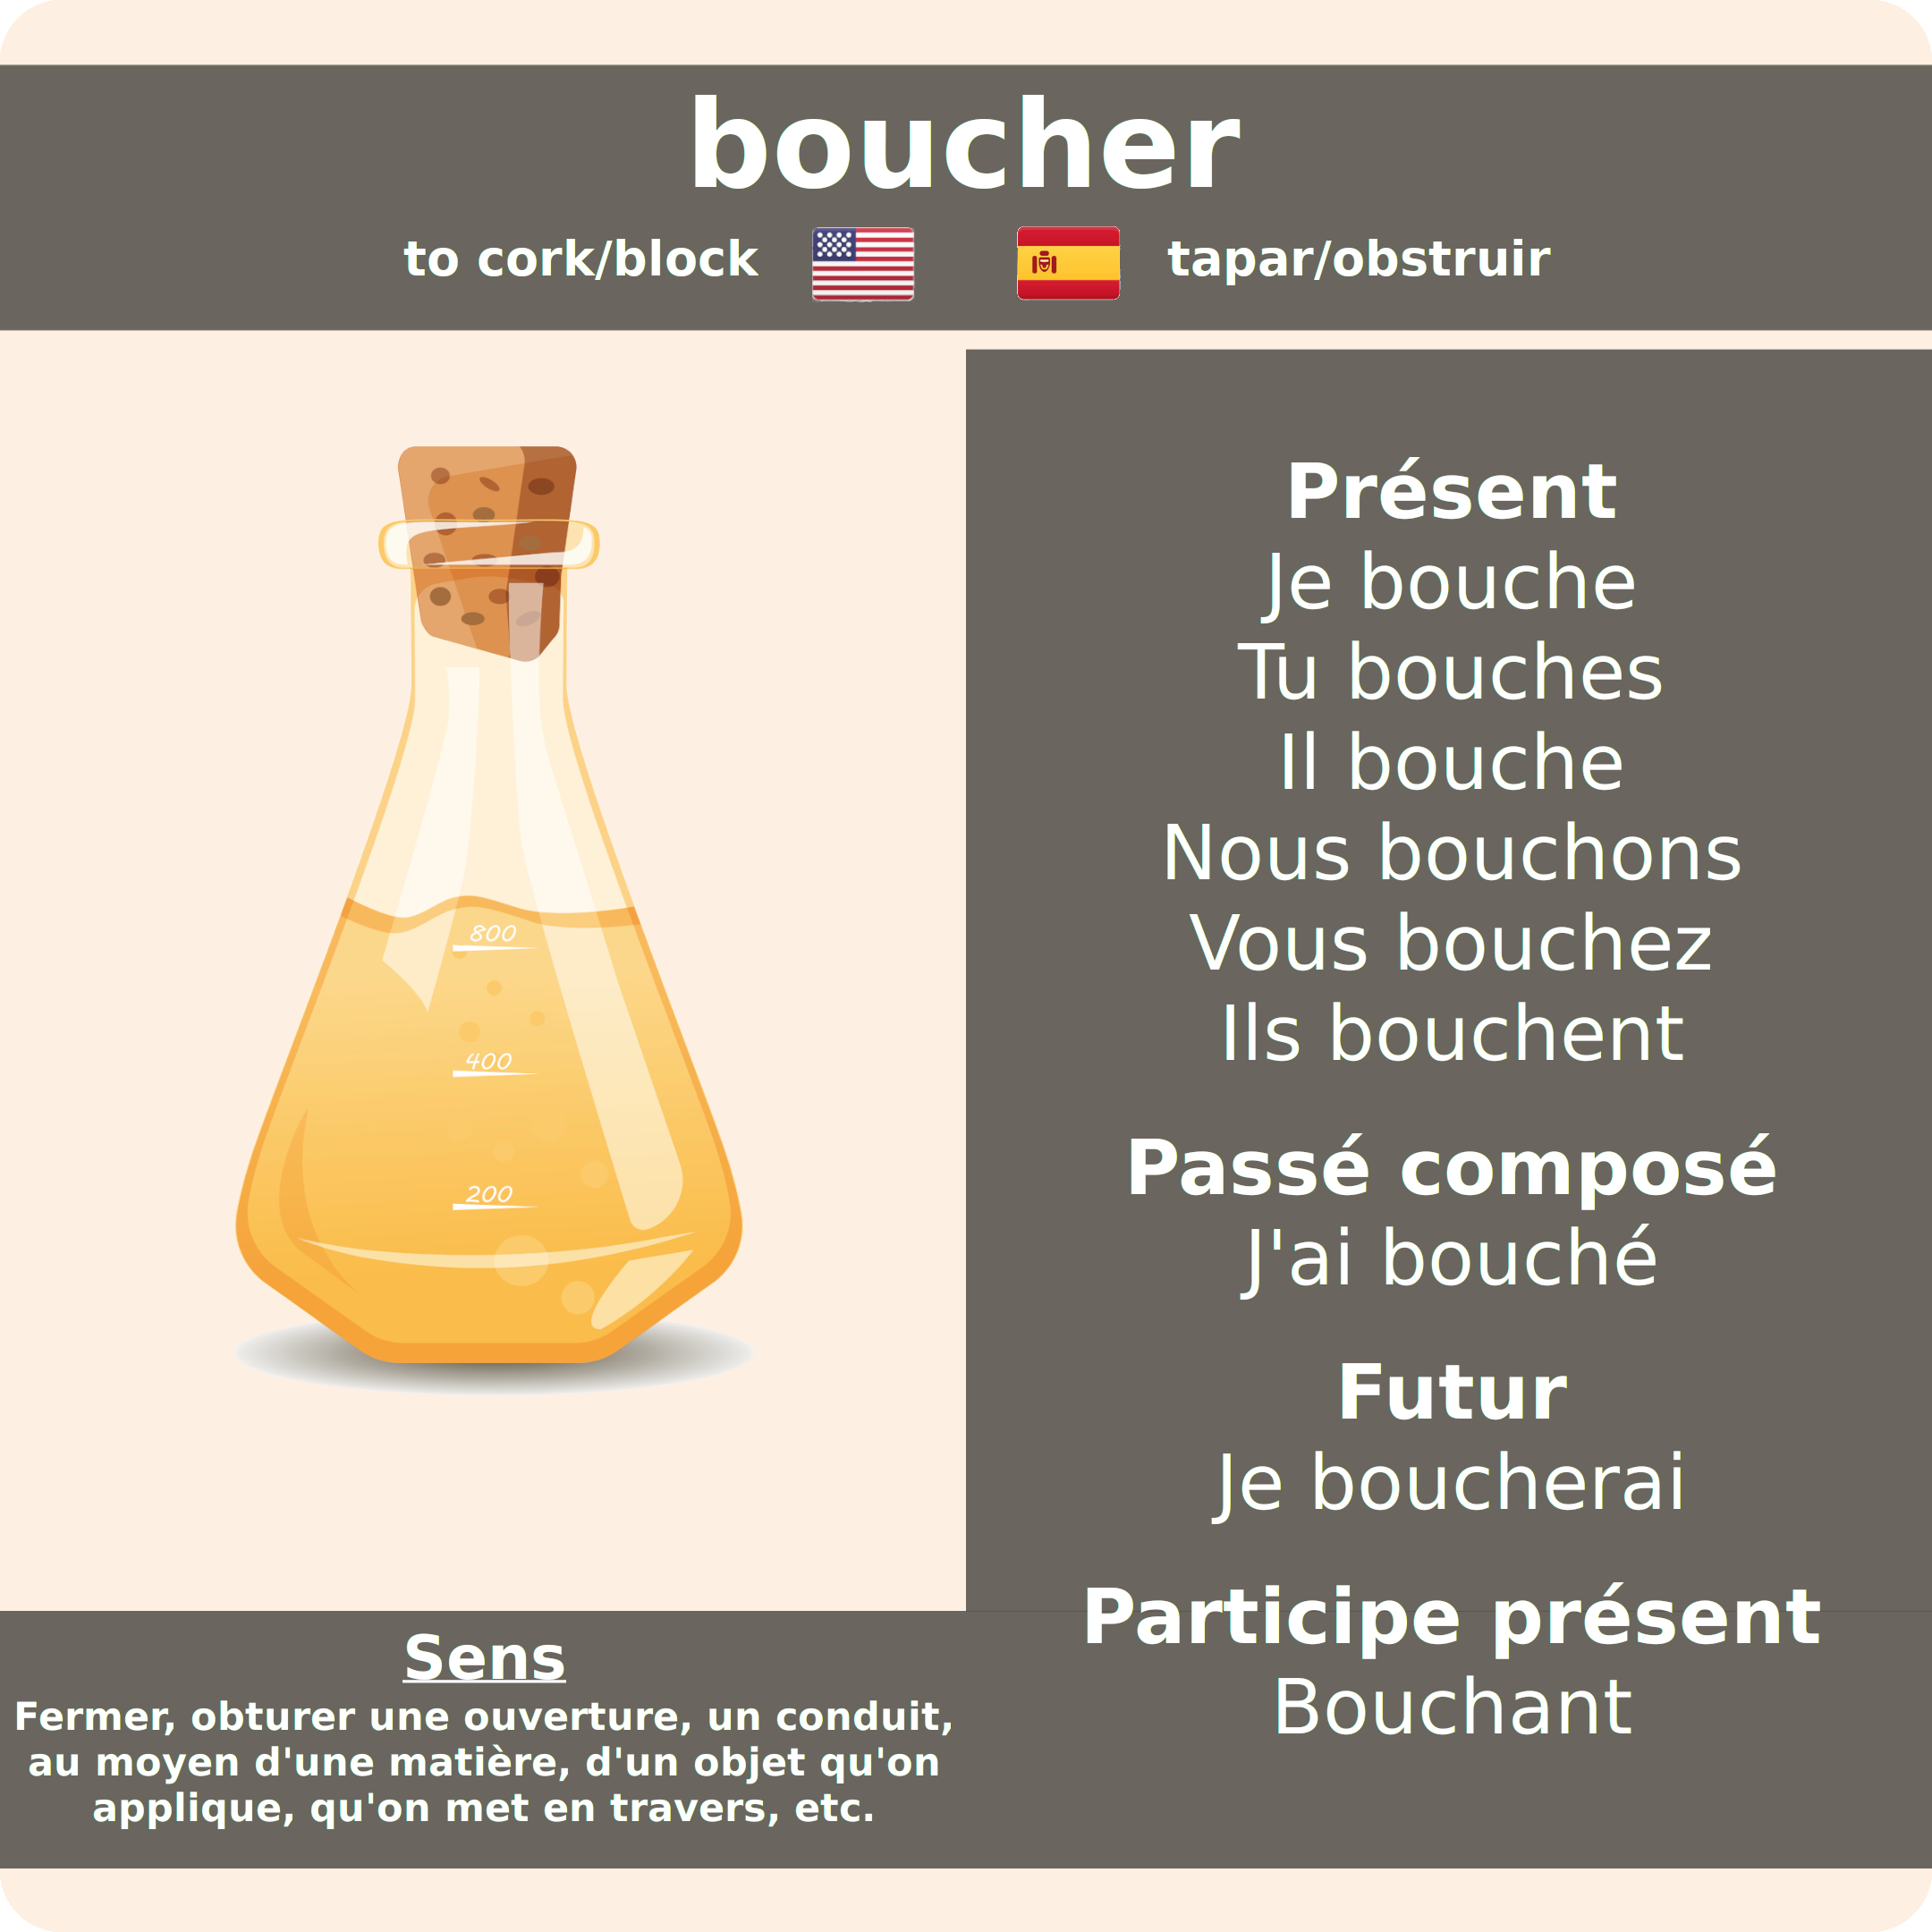 boucher
to cork/block
tapar/obstruir
800
400
200
Présent
Je bouche
Tu bouches
Il bouche
Nous bouchons
Vous bouchez
Ils bouchent
Passé composé
J'ai bouché
Futur
Je boucherai
Participe présent
Bouchant
Sens
Fermer, obturer une ouverture, un conduit,
au moyen d'une matière, d'un objet qu'on
applique, qu'on met en travers, etc.